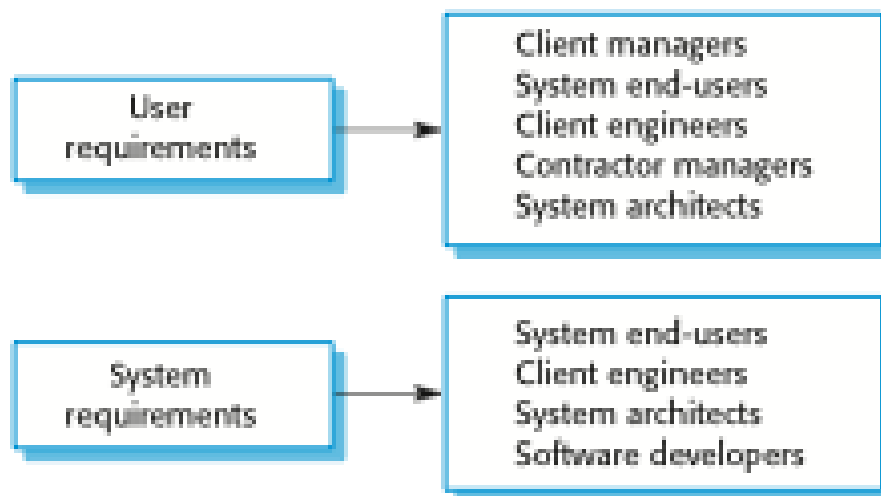 User
requirements
Client managers
System end-users
Client engineers
Contractor managers
System architects
System
requirements
System end-users
Client engineers
System architects
Software developers